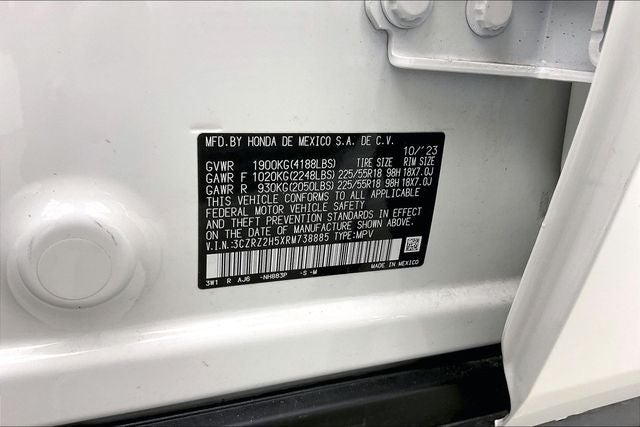 MFD.BY HONDA DE MEXICO S.A. DE C.V.
10/'23
GVWR 1900KG(4188LBS) TIRE SIZE RIM SIZE
GAWR F 1020KG(2248LBS) 225/55R18 98H 18X7.0J
GAWR R 930KG(2050LBS) 225/55R18 98H 18X7.0J
THIS VEHICLE CONFORMS TO ALL APPLICABLE
FEDERAL MOTOR VEHICLE SAFETY
AND THEFT PREVENTION STANDARDS IN EFFECT
ON THE DATE OF MANUFACTURE SHOWN ABOVE.
V.I.N.:3CZRZ2H5XRM738885 TYPE:MPV
MADE IN MEXICO
3W1 R AJ6 -NH883P -S -M